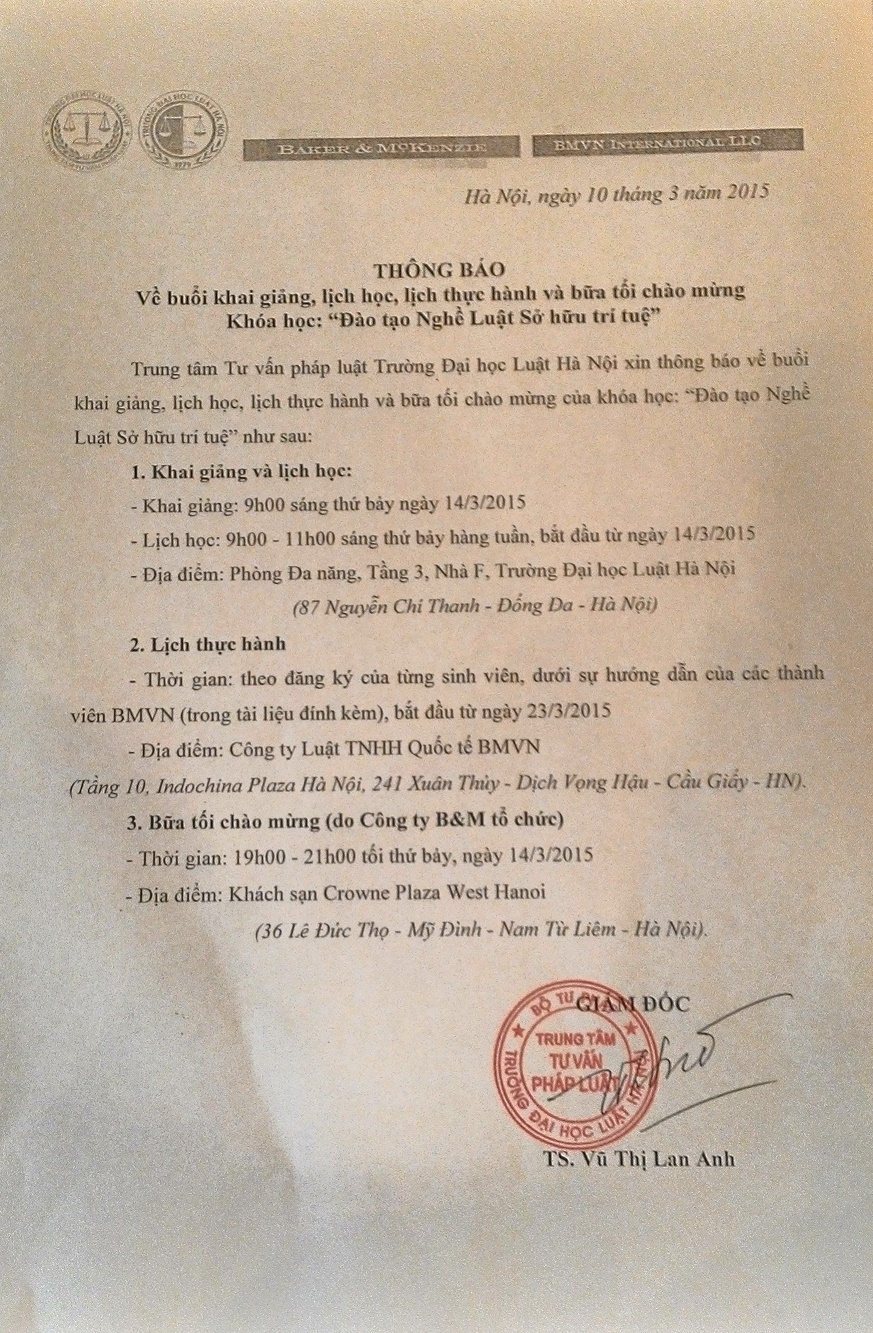 TRƯỜNG ĐẠI HỌC LUẬT HÀ NỘI
1979
BAKER & MCKENZIE
BMVN INTERNATIONAL LLC
Hà Nội, ngày 10 tháng 3 năm 2015
THÔNG BÁO
Về buổi khai giảng, lịch học, lịch thực hành và bữa tối chào mừng
Khóa học: “Đào tạo Nghề Luật Sở hữu trí tuệ”
Trung tâm Tư vấn pháp luật Trường Đại học Luật Hà Nội xin thông báo về buổi
khai giảng, lịch học, lịch thực hành và bữa tối chào mừng của khóa học: “Đào tạo Nghề
Luật Sở hữu trí tuệ” như sau:
1. Khai giảng và lịch học:
- Khai giảng: 9h00 sáng thứ bảy ngày 14/3/2015
- Lịch học: 9h00 - 11h00 sáng thứ bảy hàng tuần, bắt đầu từ ngày 14/3/2015
- Địa điểm: Phòng Đa năng, Tầng 3, Nhà F, Trường Đại học Luật Hà Nội
(87 Nguyễn Chí Thanh - Đống Đa - Hà Nội)
2. Lịch thực hành
- Thời gian: theo đăng ký của từng sinh viên, dưới sự hướng dẫn của các thành
viên BMVN (trong tài liệu đính kèm), bắt đầu từ ngày 23/3/2015
- Địa điểm: Công ty Luật TNHH Quốc tế BMVN
(Tầng 10, Indochina Plaza Hà Nội, 241 Xuân Thủy - Dịch Vọng Hậu - Cầu Giấy - HN).
3. Bữa tối chào mừng (do Công ty B&M tổ chức)
- Thời gian: 19h00 - 21h00 tối thứ bảy, ngày 14/3/2015
- Địa điểm: Khách sạn Crowne Plaza West Hanoi
(36 Lê Đức Thọ - Mỹ Đình - Nam Từ Liêm - Hà Nội).
GIÁM ĐỐC
BỘ TƯ
TRUNG TÂM
TƯ VẤN
PHÁP LUẬT
TRƯỜNG ĐẠI HỌC LUẬT HÀ NỘI
TS. Vũ Thị Lan Anh